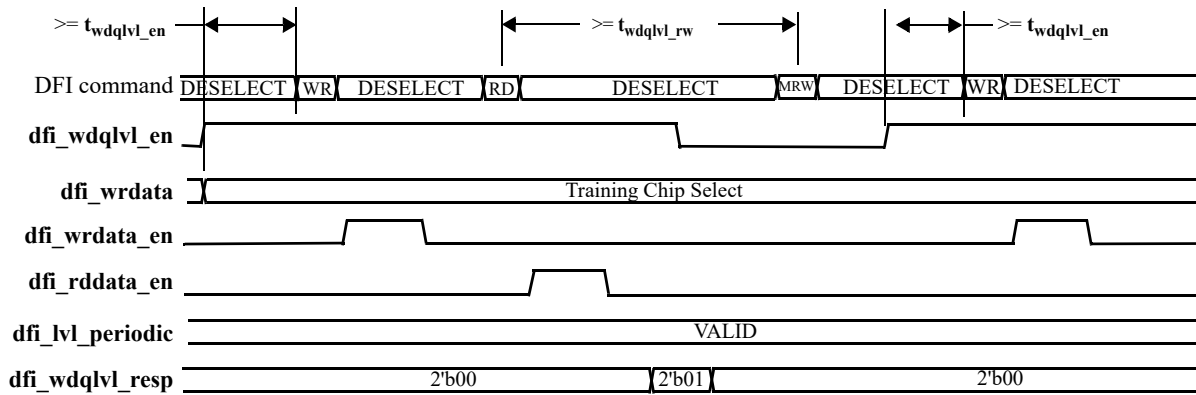 >= twdqlvl_en >= twdqlvl_rw >= twdqlvl_en
DFI command DESELECT WR DESELECT RD DESELECT MRW DESELECT WR DESELECT
dfi_wdqlvl_en
dfi_wrdata Training Chip Select
dfi_wrdata_en
dfi_rddata_en
dfi_lvl_periodic VALID
dfi_wdqlvl_resp 2'b00 2'b01 2'b00